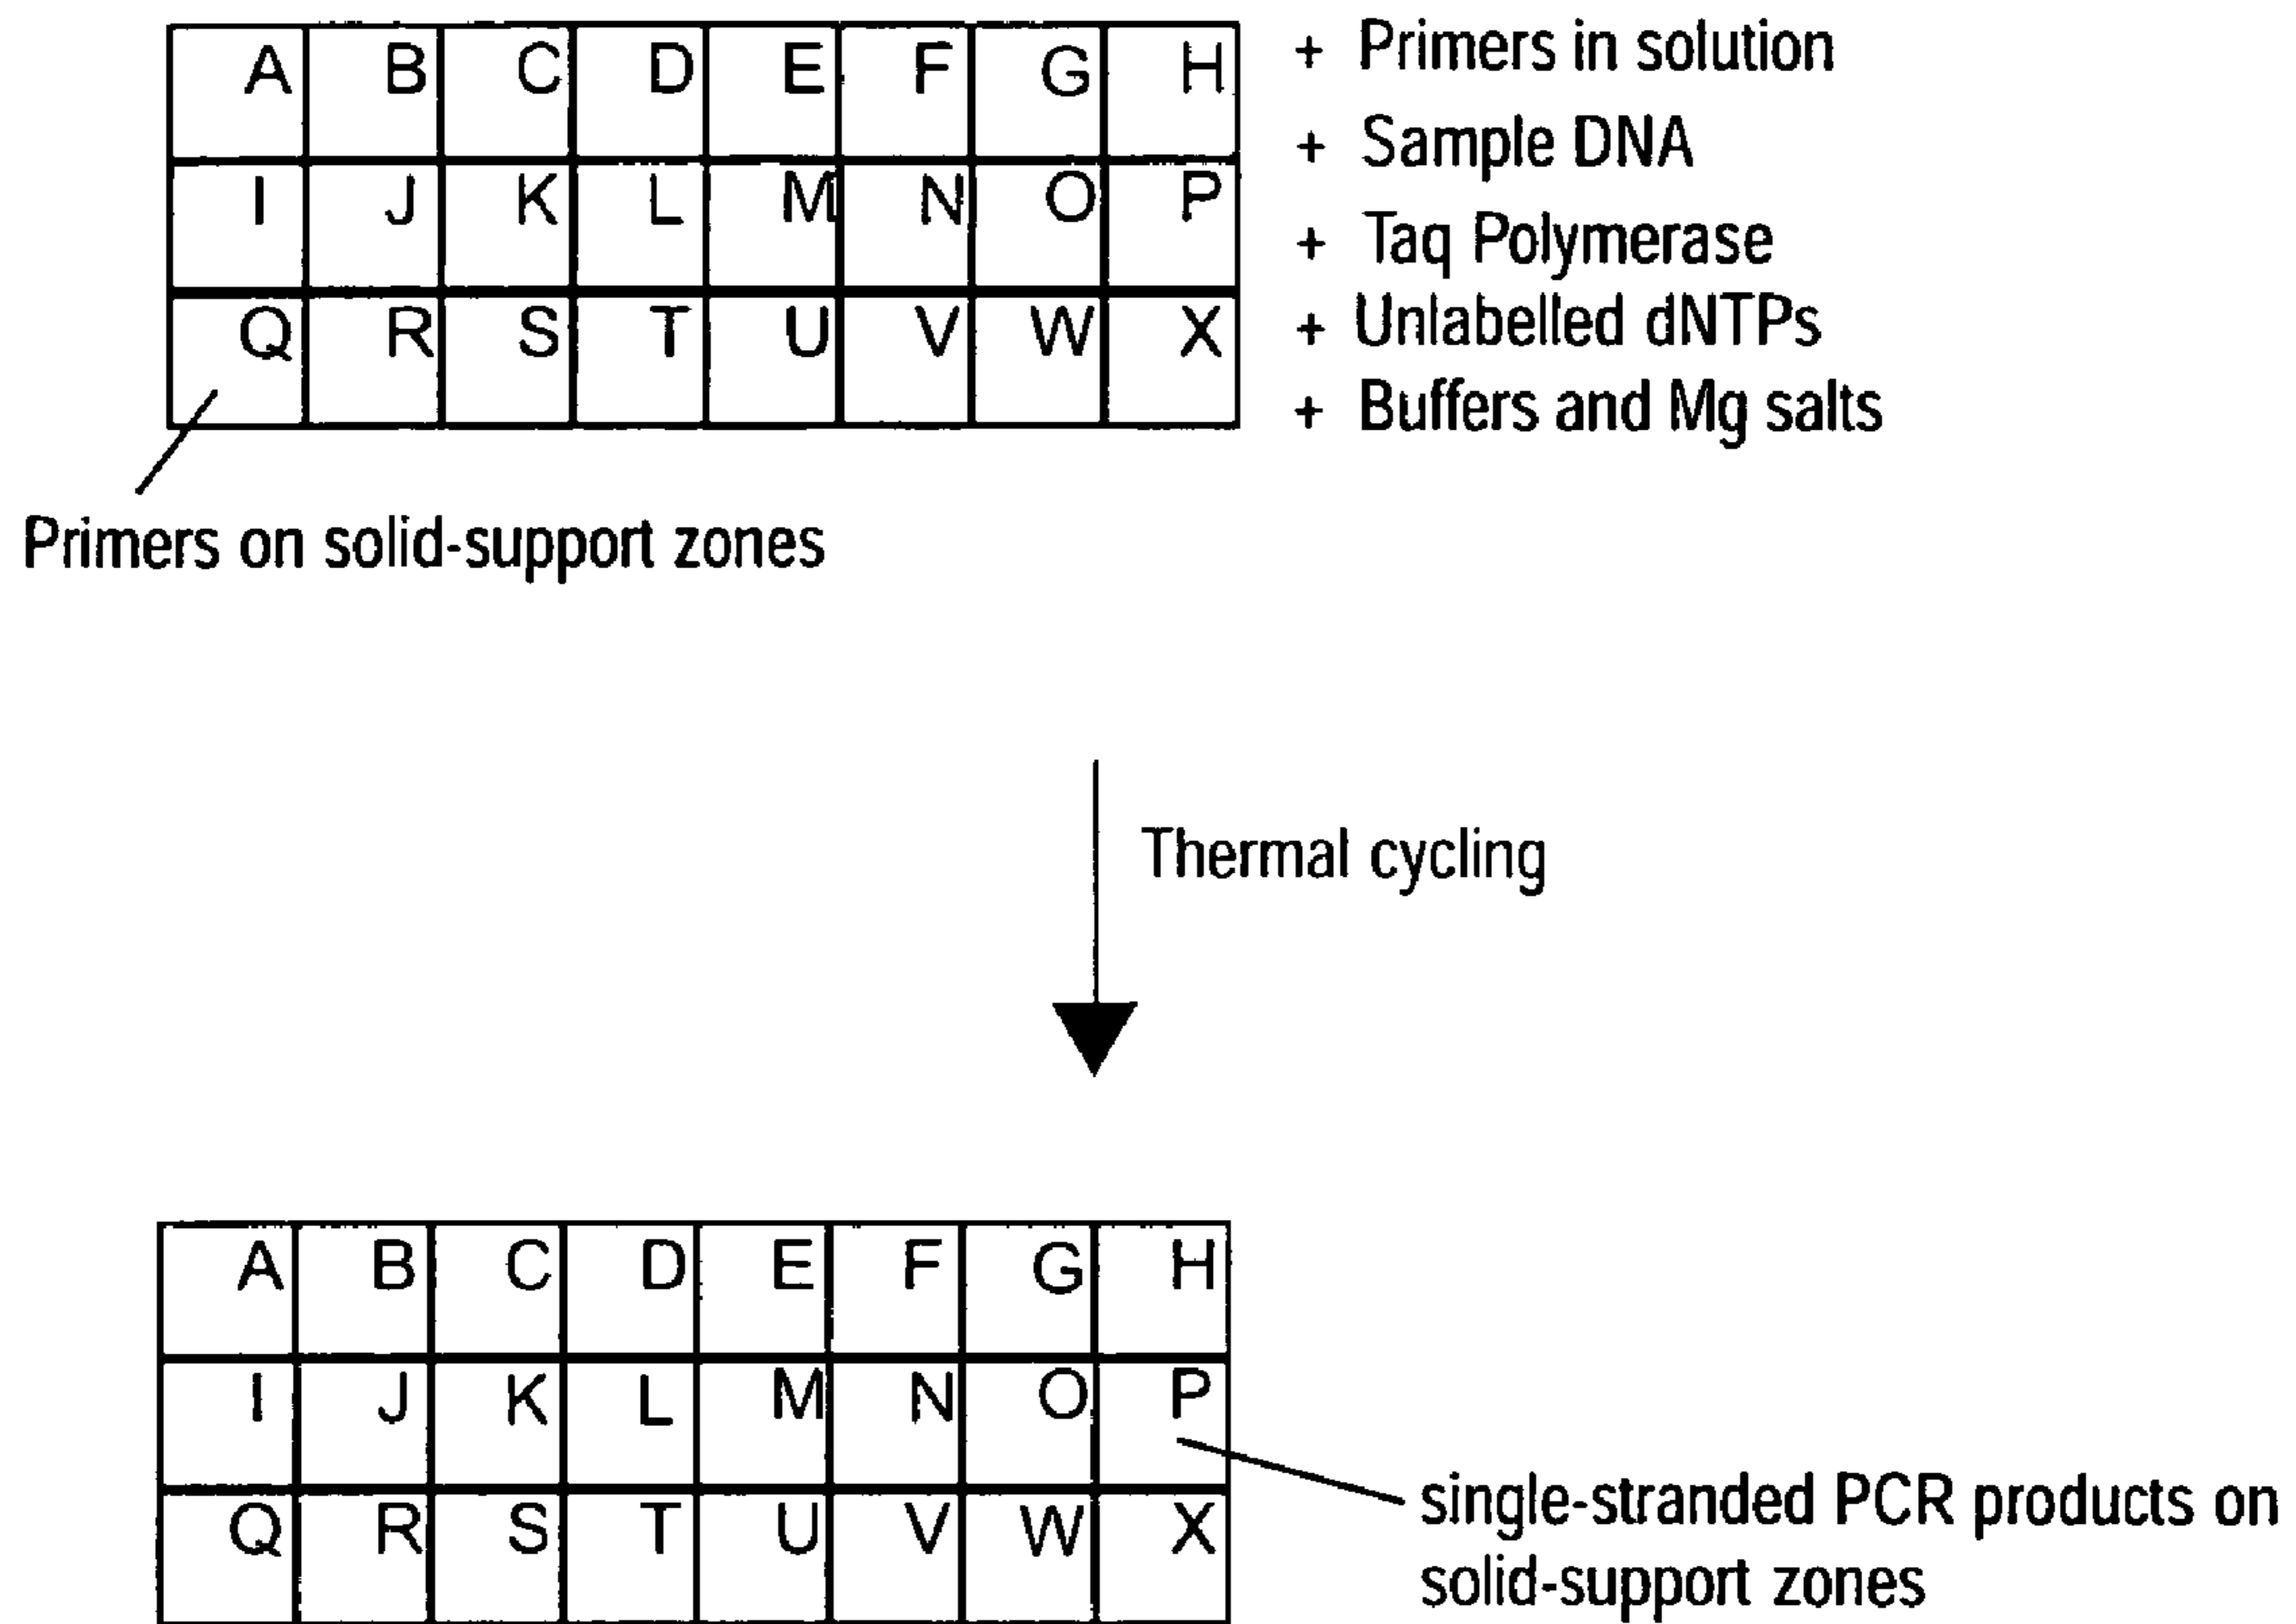 A B C D E F G H
I J K L M N O P
Q R S T U V W X
+ Primers in solution
+ Sample DNA
+ Taq Polymerase
+ Unlabelled dNTPs
+ Buffers and Mg salts
Primers on solid-support zones
Thermal cycling
A B C D E F G H
I J K L M N O P
Q R S T U V W X
single-stranded PCR products on
solid-support zones